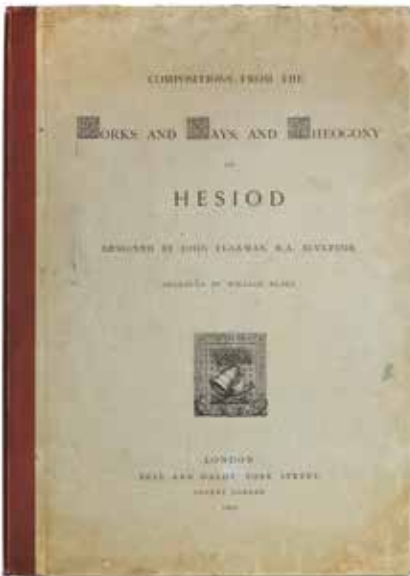 COMPOSITIONS FROM THE
WORKS AND DAYS, AND THEOGONY
OF
HESIOD
DESIGNED BY JOHN FLAXMAN, R.A. SCULPTOR
ENGRAVED BY WILLIAM BLAKE
LONDON
BELL AND DALDY YORK STREET
COVENT GARDEN